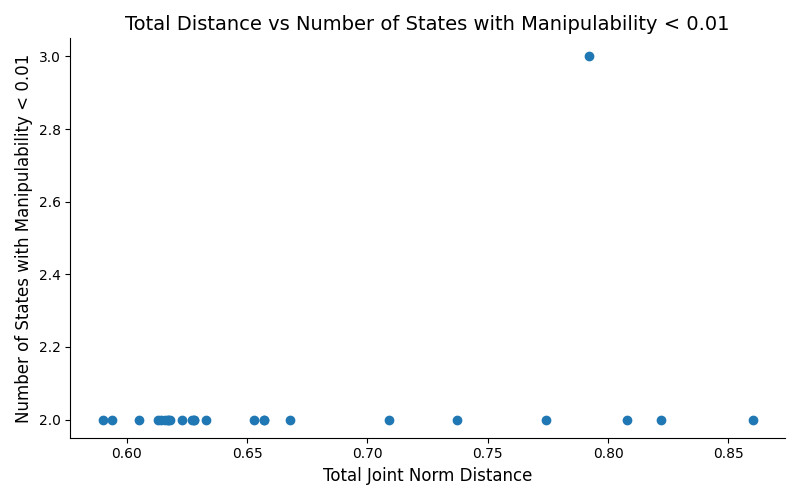 Total Distance vs Number of States with Manipulability < 0.01
Number of States with Manipulability < 0.01
3.0
2.8
2.6
2.4
2.2
2.0
0.60 0.65 0.70 0.75 0.80 0.85
Total Joint Norm Distance